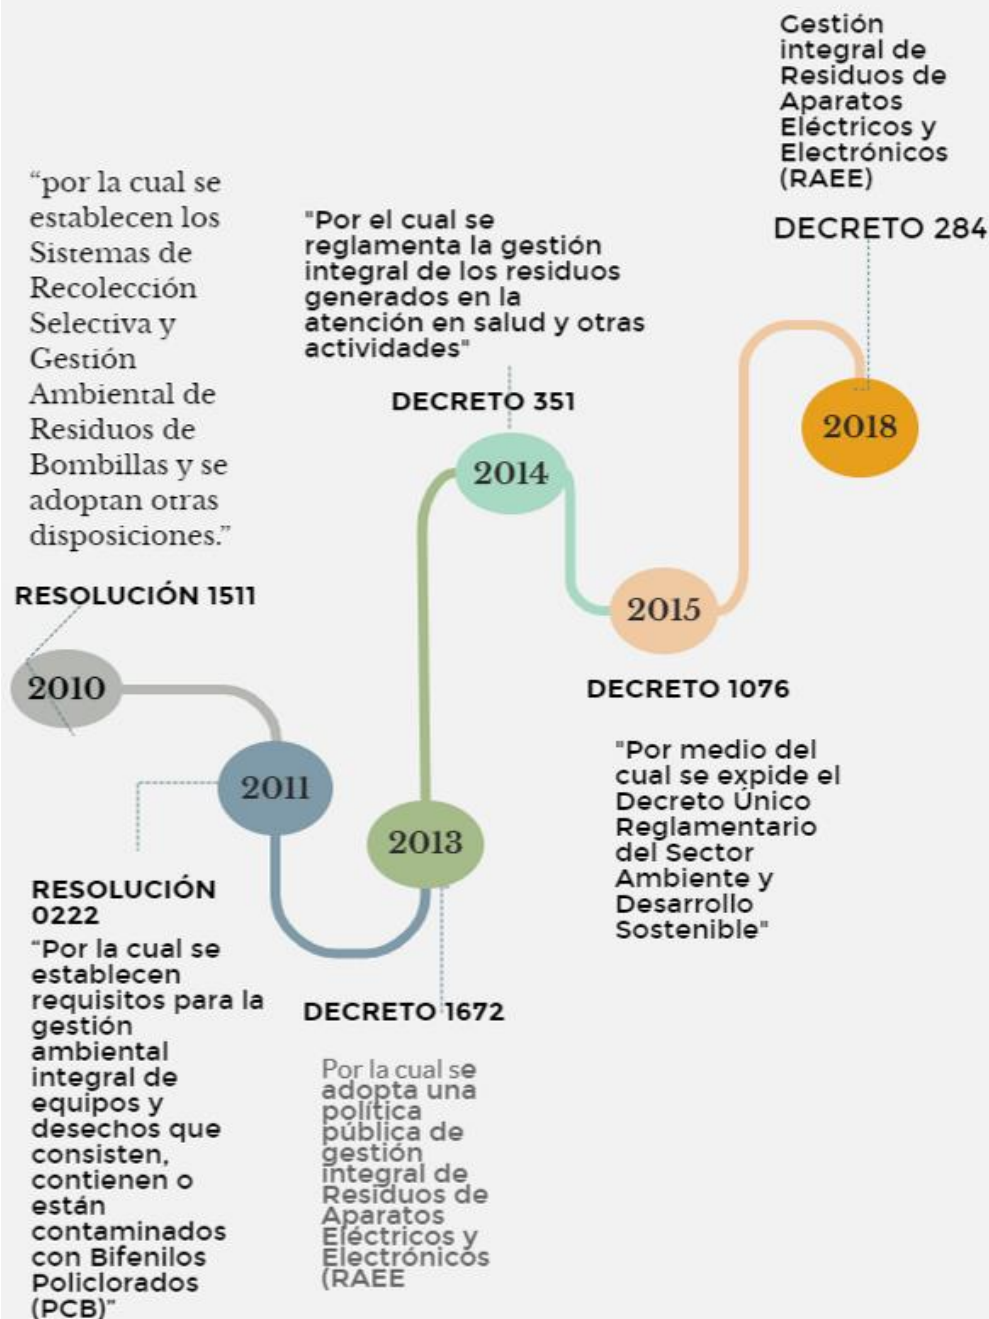 “por la cual se
establecen los
Sistemas de
Recolección
Selectiva y
Gestión
Ambiental de
Residuos de
Bombillas y se
adoptan otras
disposiciones.”
RESOLUCIÓN 1511
2010
2011
RESOLUCIÓN
0222
“Por la cual se
establecen
requisitos para la
gestión
ambiental
integral de
equipos y
desechos que
consisten,
contienen o
están
contaminados
con Bifenilos
Policlorados
(PCB)”
2013
DECRETO 1672
Por la cual se
adopta una
política
pública de
gestión
integral de
Residuos de
Aparatos
Eléctricos y
Electrónicos
(RAEE
"Por el cual se
reglamenta la gestión
integral de los residuos
generados en la
atención en salud y otras
actividades"
DECRETO 351
2014
2015
DECRETO 1076
"Por medio del
cual se expide el
Decreto Único
Reglamentario
del Sector
Ambiente y
Desarrollo
Sostenible"
Gestión
integral de
Residuos de
Aparatos
Eléctricos y
Electrónicos
(RAEE)
DECRETO 284
2018